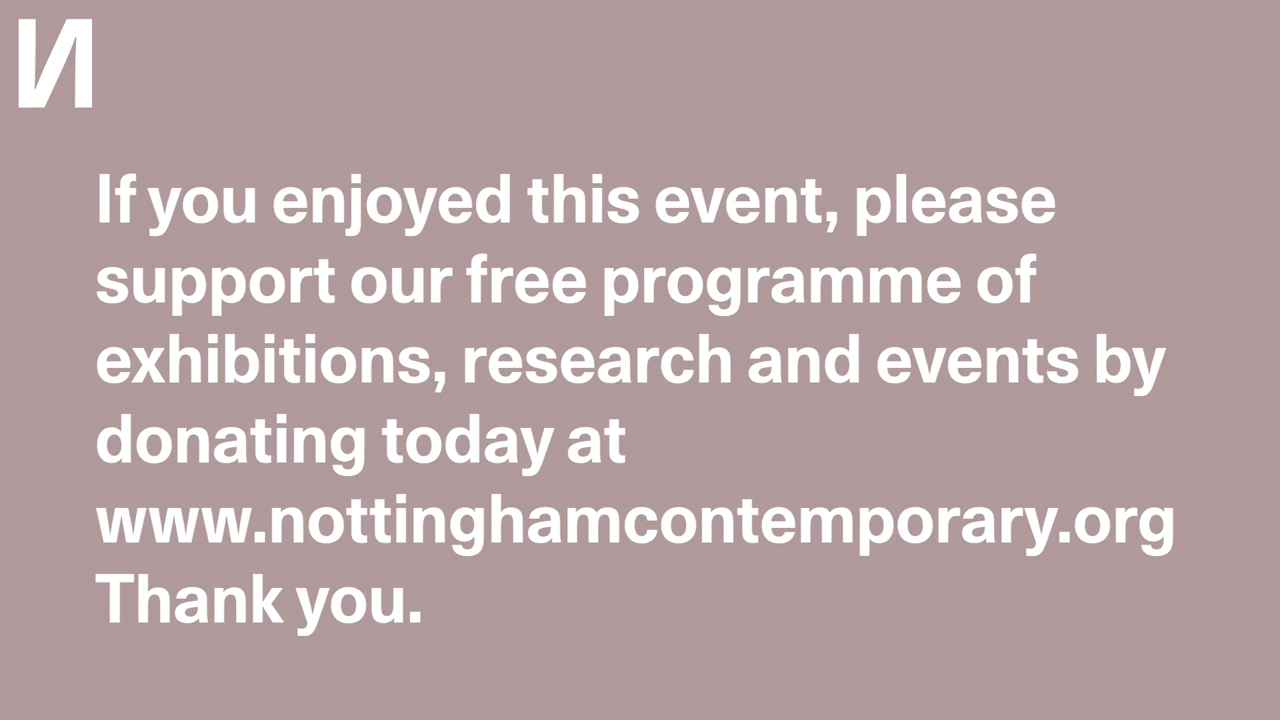 И
If you enjoyed this event, please
support our free programme of
exhibitions, research and events by
donating today at
www.nottinghamcontemporary.org
Thank you.